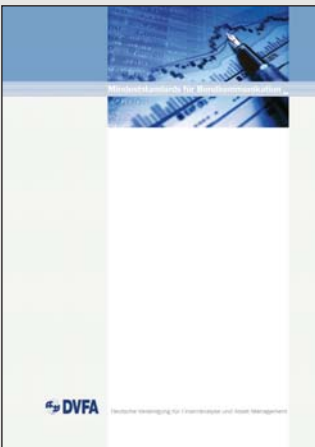 Mindeststandards für Bondkommunikation
DVFA
Deutsche Vereinigung für Finanzanalyse und Asset Management